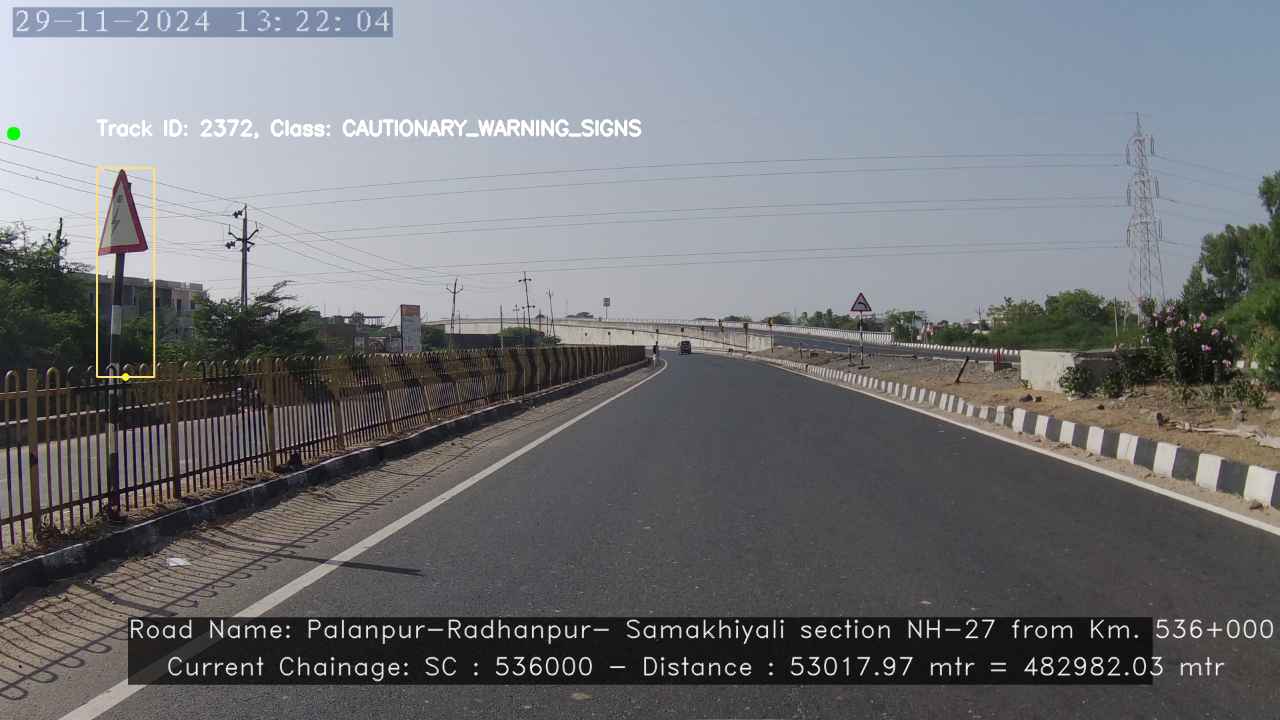 29-11-2024 13:22:04
Track ID: 2372, Class: CAUTIONARY_WARNING_SIGNS
Road Name: Palanpur-Radhanpur- Samakhiyali section NH-27 from Km. 536+000
Current Chainage: SC : 536000 - Distance : 53017.97 mtr = 482982.03 mtr